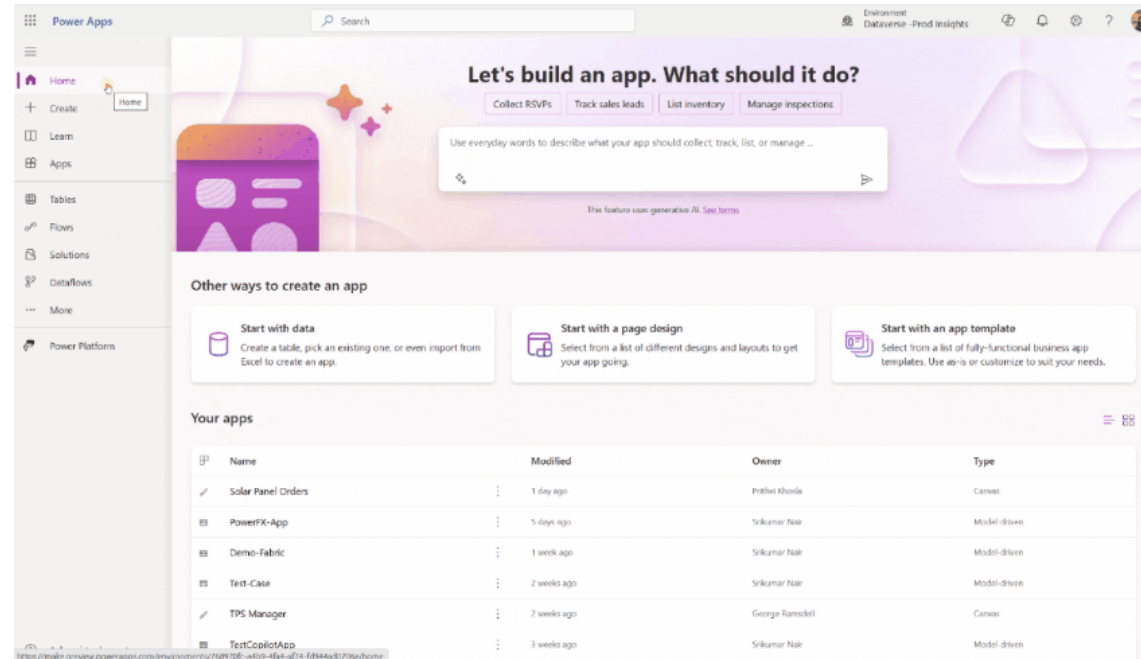 Power Apps
Search
Environment
Dataverse -Prod Insights
?
Home
Home
Create
Learn
Apps
Tables
Flows
Solutions
Dataflows
More
Power Platform
Let's build an app. What should it do?
Collect RSVPs Track sales leads List inventory Manage inspections
Use everyday words to describe what your app should collect, track, list, or manage ...
This feature uses generative AI. See terms
Other ways to create an app
Start with data
Create a table, pick an existing one, or even import from
Excel to create an app.
Start with a page design
Select from a list of different designs and layouts to get
your app going.
Start with an app template
Select from a list of fully-functional business app
templates. Use as-is or customize to suit your needs.
Your apps
Name Modified Owner Type
Solar Panel Orders 1 day ago Prithvi Khosla Canvas
PowerFX-App 5 days ago Srikumar Nair Model-driven
Demo-Fabric 1 week ago Srikumar Nair Model-driven
Test-Case 2 weeks ago Srikumar Nair Model-driven
TPS Manager 2 weeks ago George Ramsdell Canvas
TestCopilotApp 3 weeks ago Srikumar Nair Model-driven